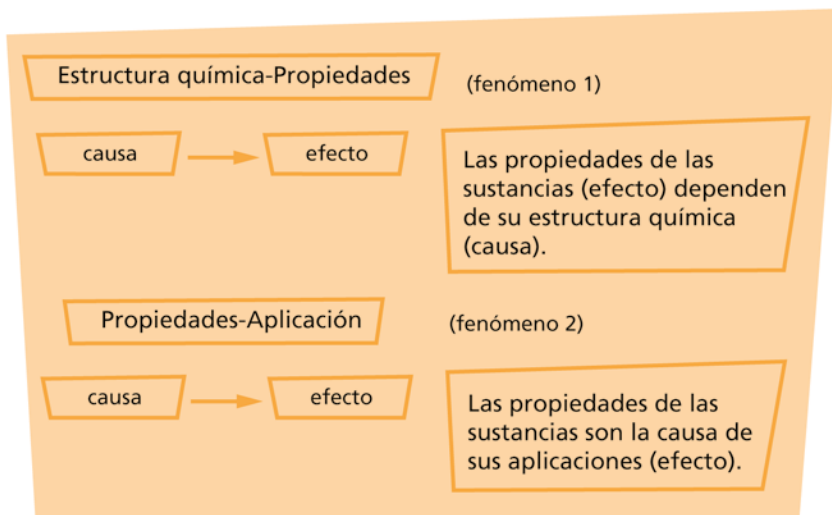 Estructura química-Propiedades (fenómeno 1)
causa efecto
Las propiedades de las
sustancias (efecto) dependen
de su estructura química
(causa).
Propiedades-Aplicación (fenómeno 2)
causa efecto
Las propiedades de las
sustancias son la causa de
sus aplicaciones (efecto).